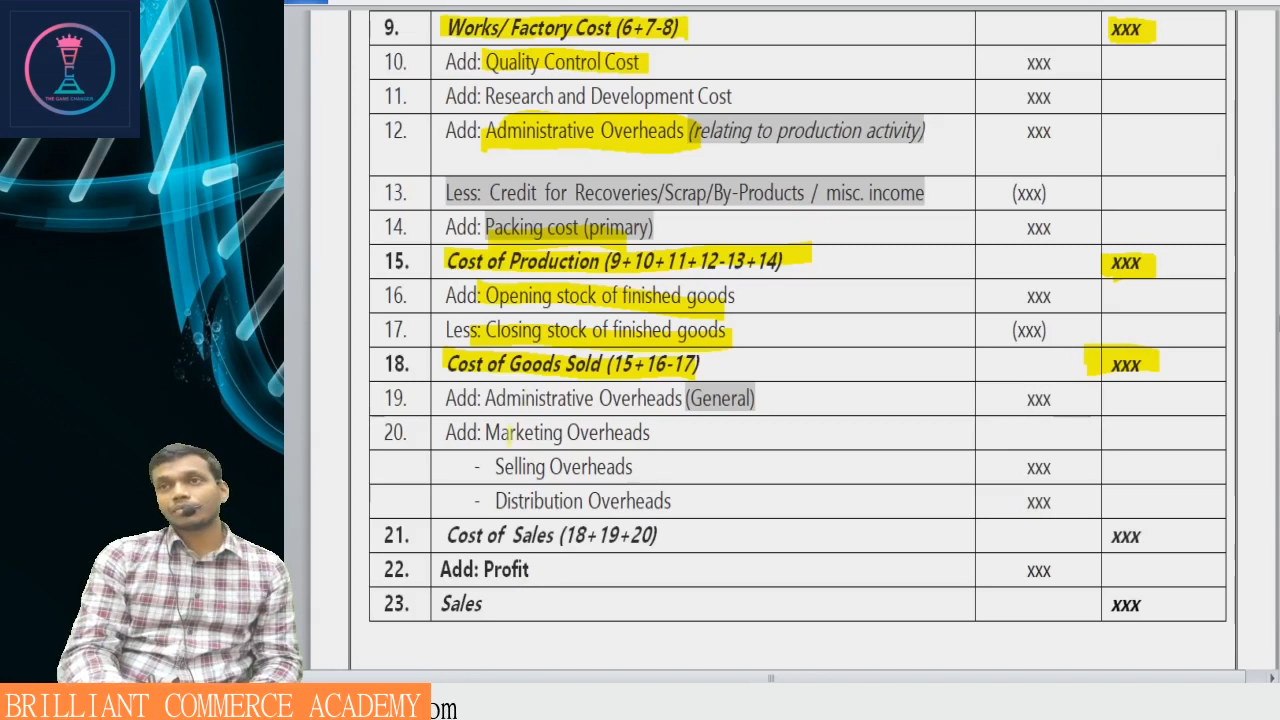 THE GAME CHANGER
9. Works/ Factory Cost (6+7-8) xxx
10. Add: Quality Control Cost xxx
11. Add: Research and Development Cost xxx
12. Add: Administrative Overheads (relating to production activity) xxx
13. Less: Credit for Recoveries/Scrap/By-Products / misc. income (xxx)
14. Add: Packing cost (primary) xxx
15. Cost of Production (9+10+11+12-13+14) xxx
16. Add: Opening stock of finished goods xxx
17. Less: Closing stock of finished goods (xxx)
18. Cost of Goods Sold (15+16-17) xxx
19. Add: Administrative Overheads (General) xxx
20. Add: Marketing Overheads
- Selling Overheads xxx
- Distribution Overheads xxx
21. Cost of Sales (18+19+20) xxx
22. Add: Profit xxx
23. Sales xxx
BRILLIANT COMMERCE ACADEMY om